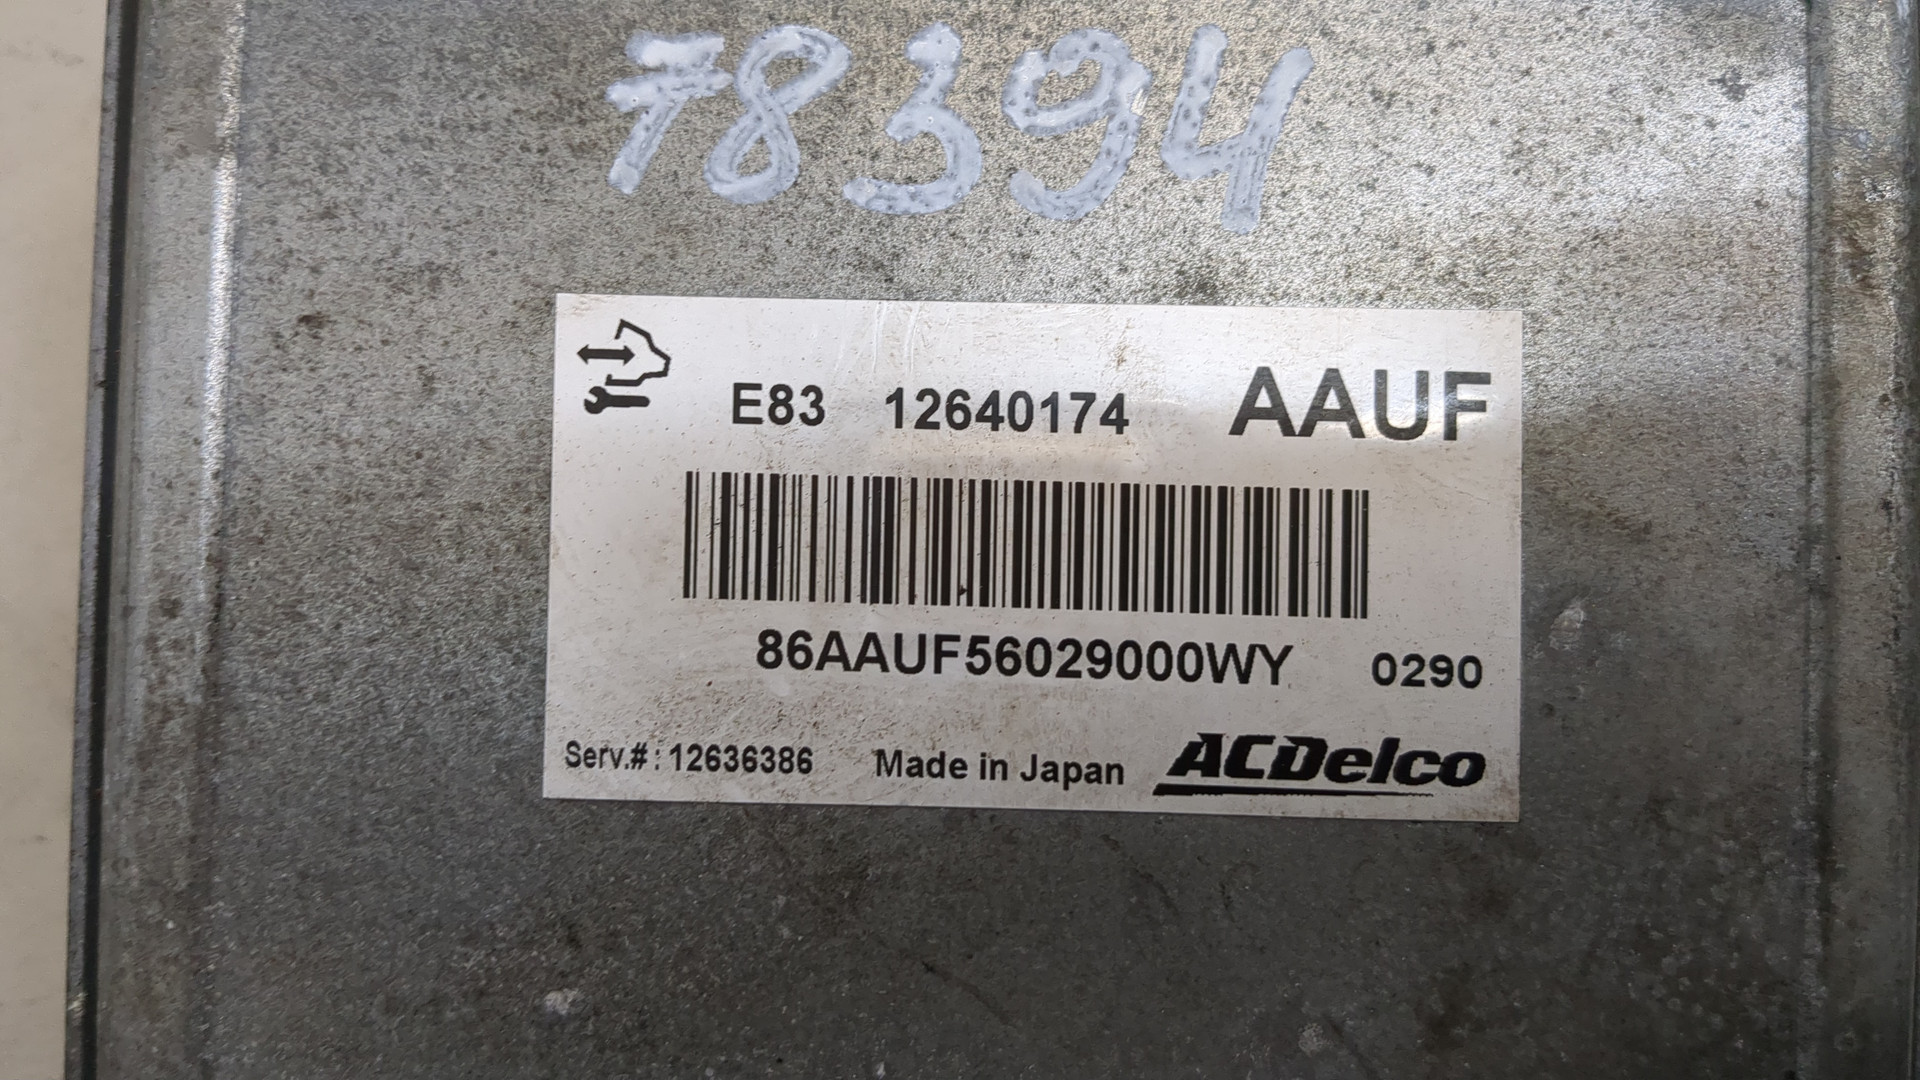 78394
E83 12640174 AAUF
86AAUF56029000WY 0290
Serv.#: 12636386 Made in Japan ACDelco